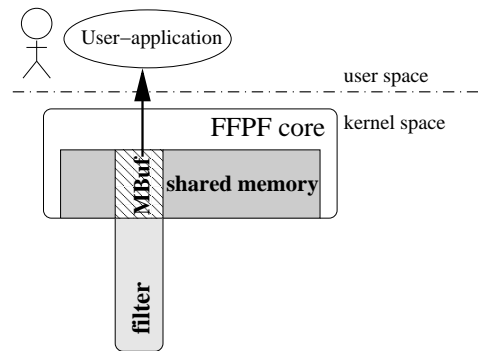 User−application
user space
FFPF core
kernel space
MBuf
shared memory
filter